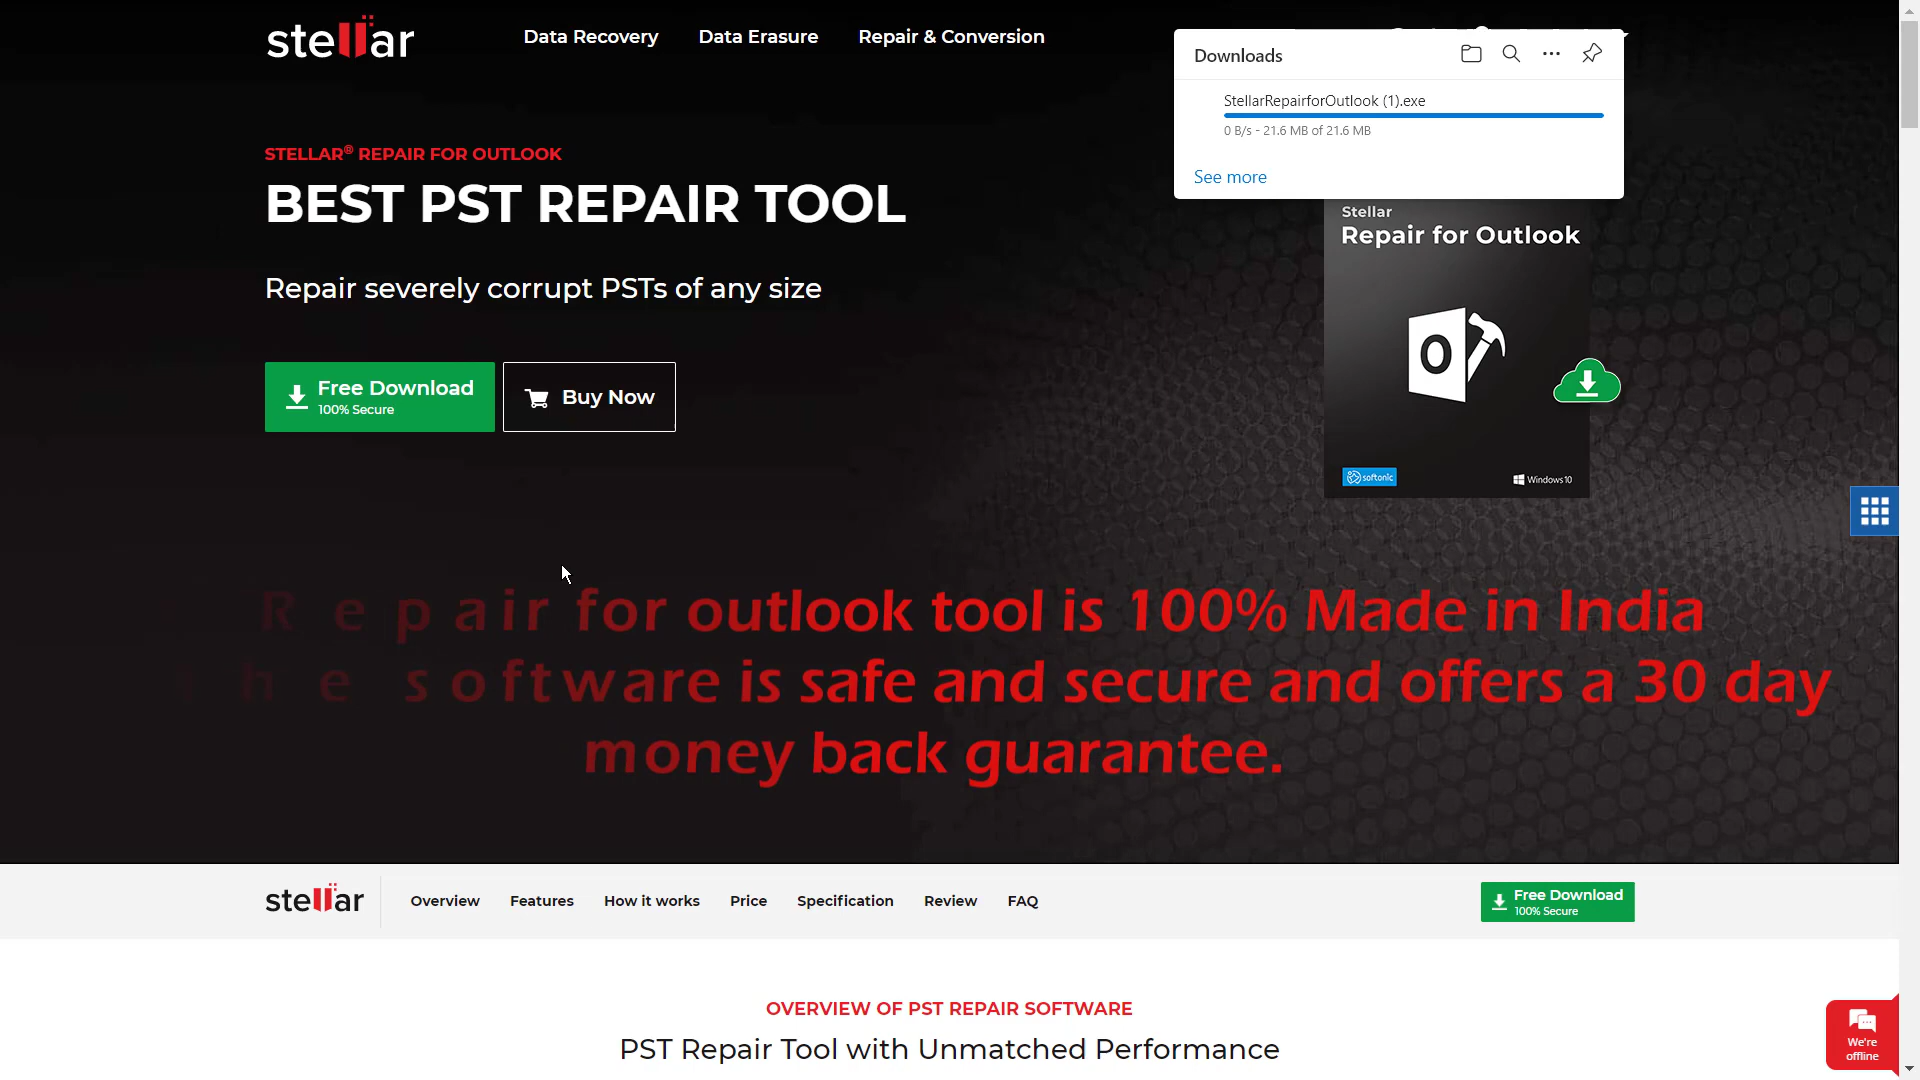 stellar
Data Recovery
Data Erasure
Repair & Conversion
Downloads
StellarRepairforOutlook (1).exe
0 B/s - 21.6 MB of 21.6 MB
See more
STELLAR® REPAIR FOR OUTLOOK
BEST PST REPAIR TOOL
Repair severely corrupt PSTs of any size
Free Download
100% Secure
Buy Now
Stellar
Repair for Outlook
O
softonic
Windows 10
Repair for outlook tool is 100% Made in India
he software is safe and secure and offers a 30 day
money back guarantee.
stellar
Overview
Features
How it works
Price
Specification
Review
FAQ
Free Download
100% Secure
OVERVIEW OF PST REPAIR SOFTWARE
PST Repair Tool with Unmatched Performance
We're
offline